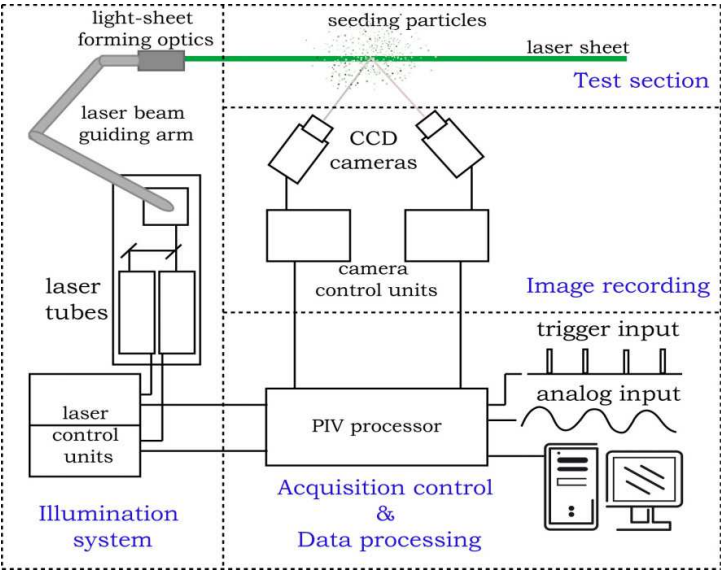 light-sheet
forming optics
seeding particles
laser sheet
Test section
laser beam
guiding arm
CCD
cameras
camera
control units
Image recording
laser
tubes
trigger input
analog input
laser
control
units
PIV processor
Acquisition control
&
Data processing
Illumination
system